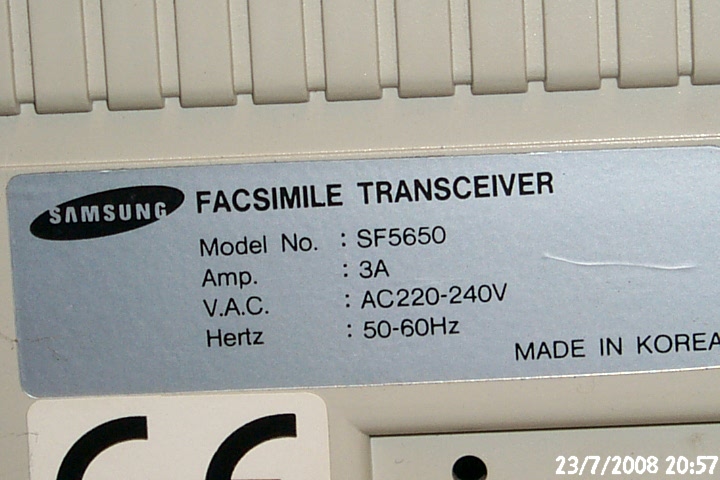 SAMSUNG FACSIMILE TRANSCEIVER
Model No. : SF5650
Amp. : 3A
V.A.C. : AC220-240V
Hertz : 50-60Hz
MADE IN KOREA
CE
23/7/2008 20:57